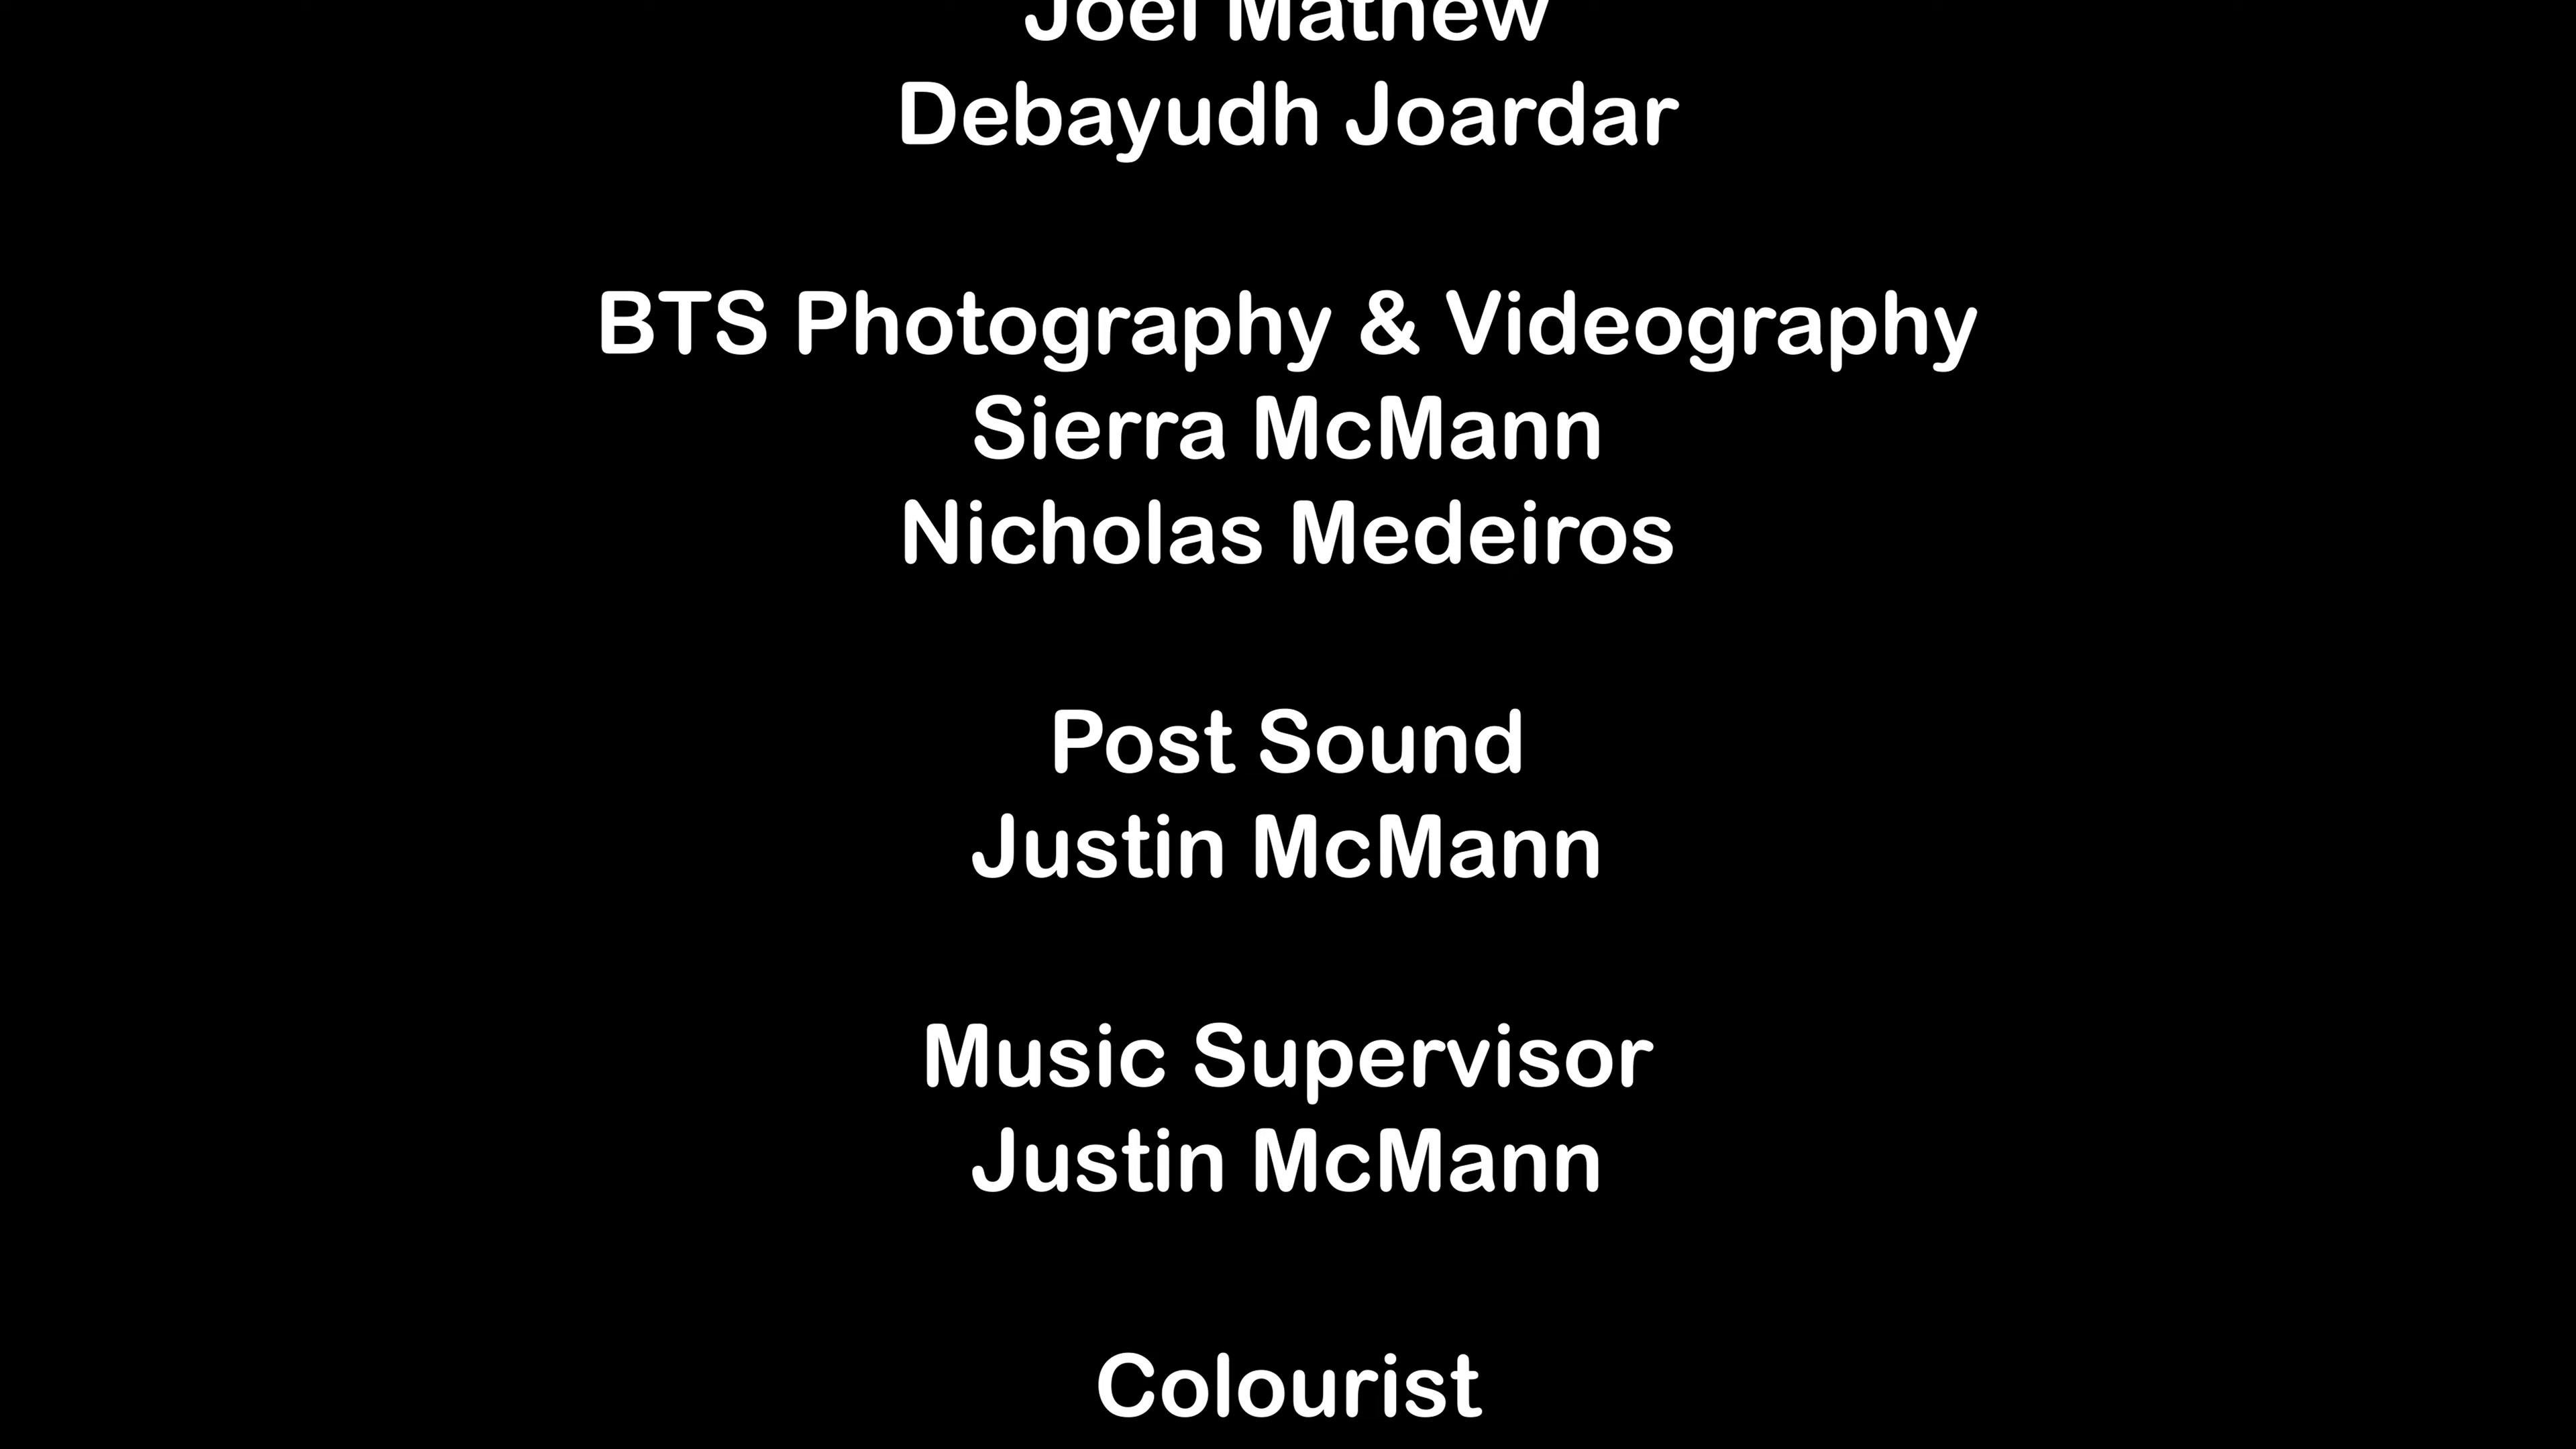 Joel Mathew
Debayudh Joardar
BTS Photography & Videography
Sierra McMann
Nicholas Medeiros
Post Sound
Justin McMann
Music Supervisor
Justin McMann
Colourist